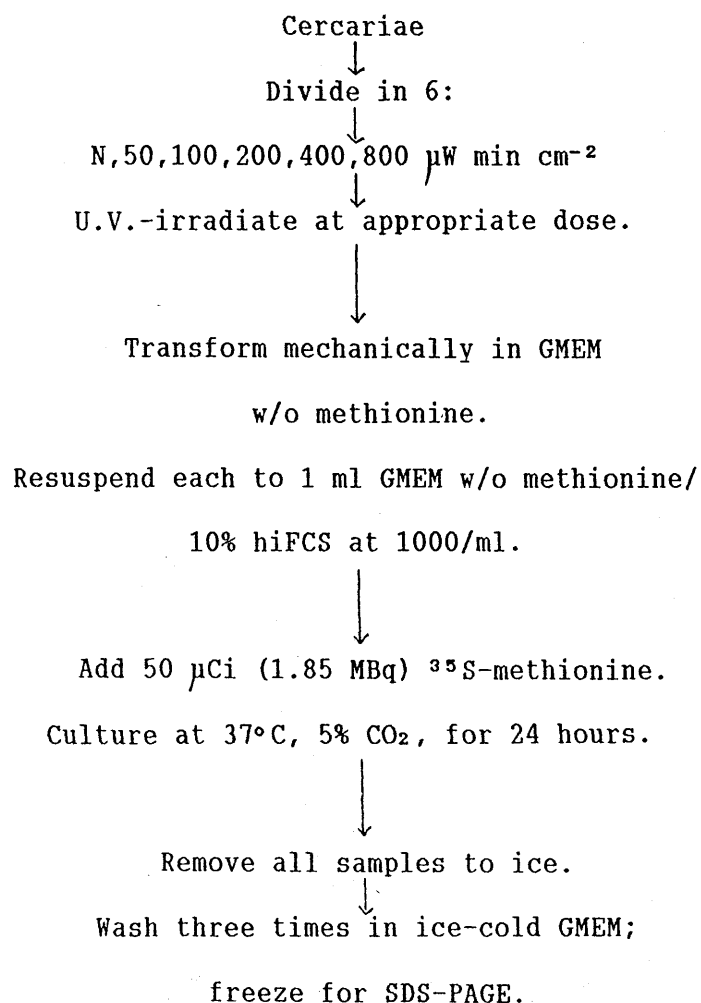 Cercariae
Divide in 6:
N,50,100,200,400,800 µW min cm⁻²
U.V.-irradiate at appropriate dose.
Transform mechanically in GMEM
w/o methionine.
Resuspend each to 1 ml GMEM w/o methionine/
10% hiFCS at 1000/ml.
Add 50 µCi (1.85 MBq) ³⁵S-methionine.
Culture at 37°C, 5% CO₂, for 24 hours.
Remove all samples to ice.
Wash three times in ice-cold GMEM;
freeze for SDS-PAGE.